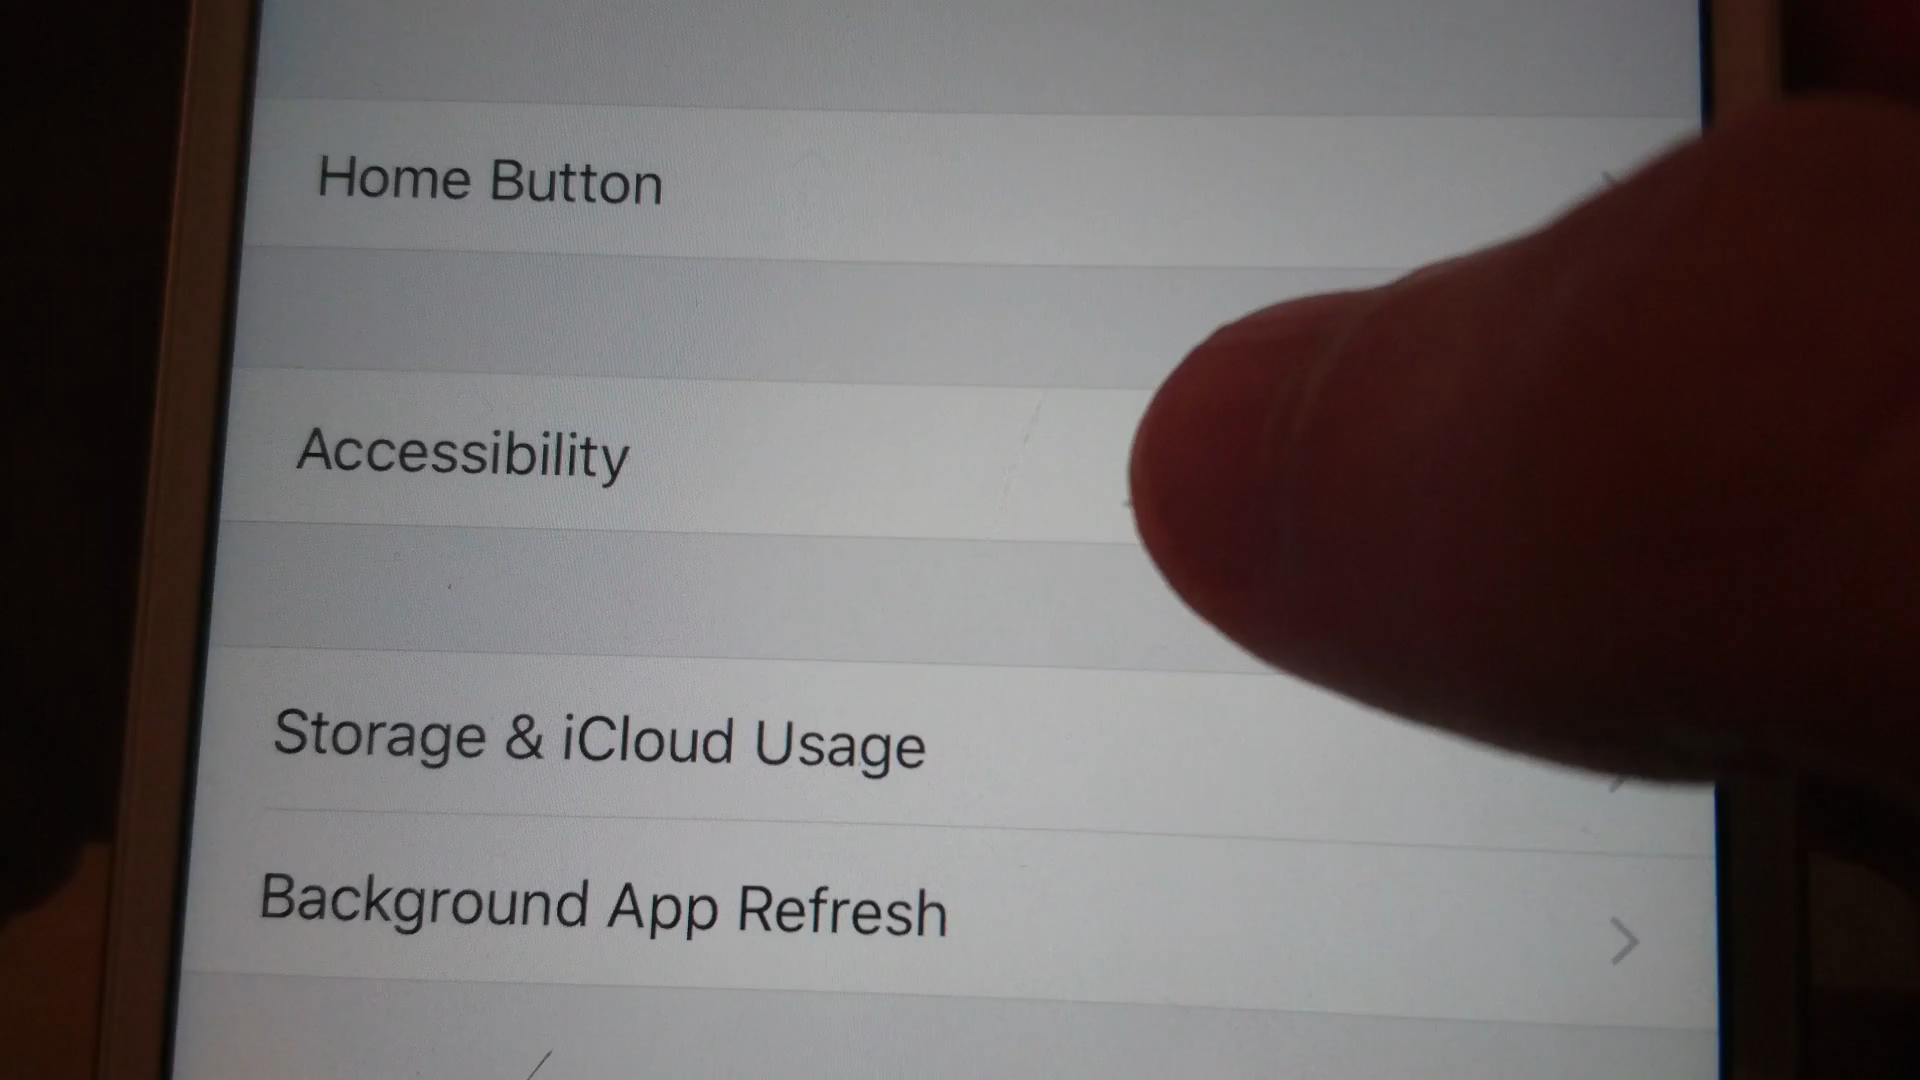 Home Button
Accessibility
Storage & iCloud Usage
Background App Refresh